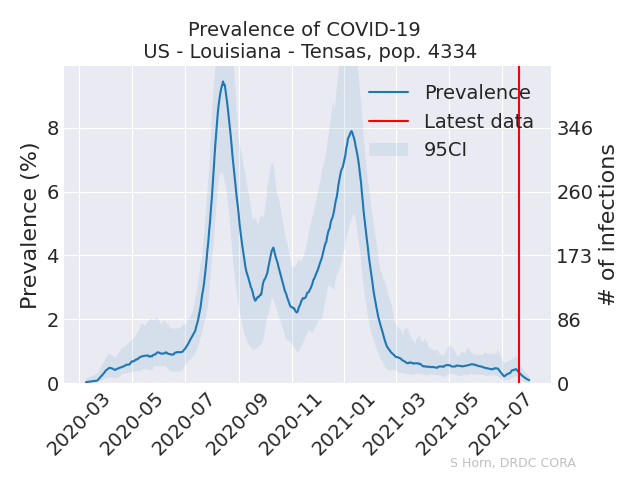 Prevalence of COVID-19
US - Louisiana - Tensas, pop. 4334
Prevalence
Latest data
95CI
Prevalence (%)
8
6
4
2
0
346
260
173
86
0
# of infections
2020-03
2020-05
2020-07
2020-09
2020-11
2021-01
2021-03
2021-05
2021-07
S Horn, DRDC CORA